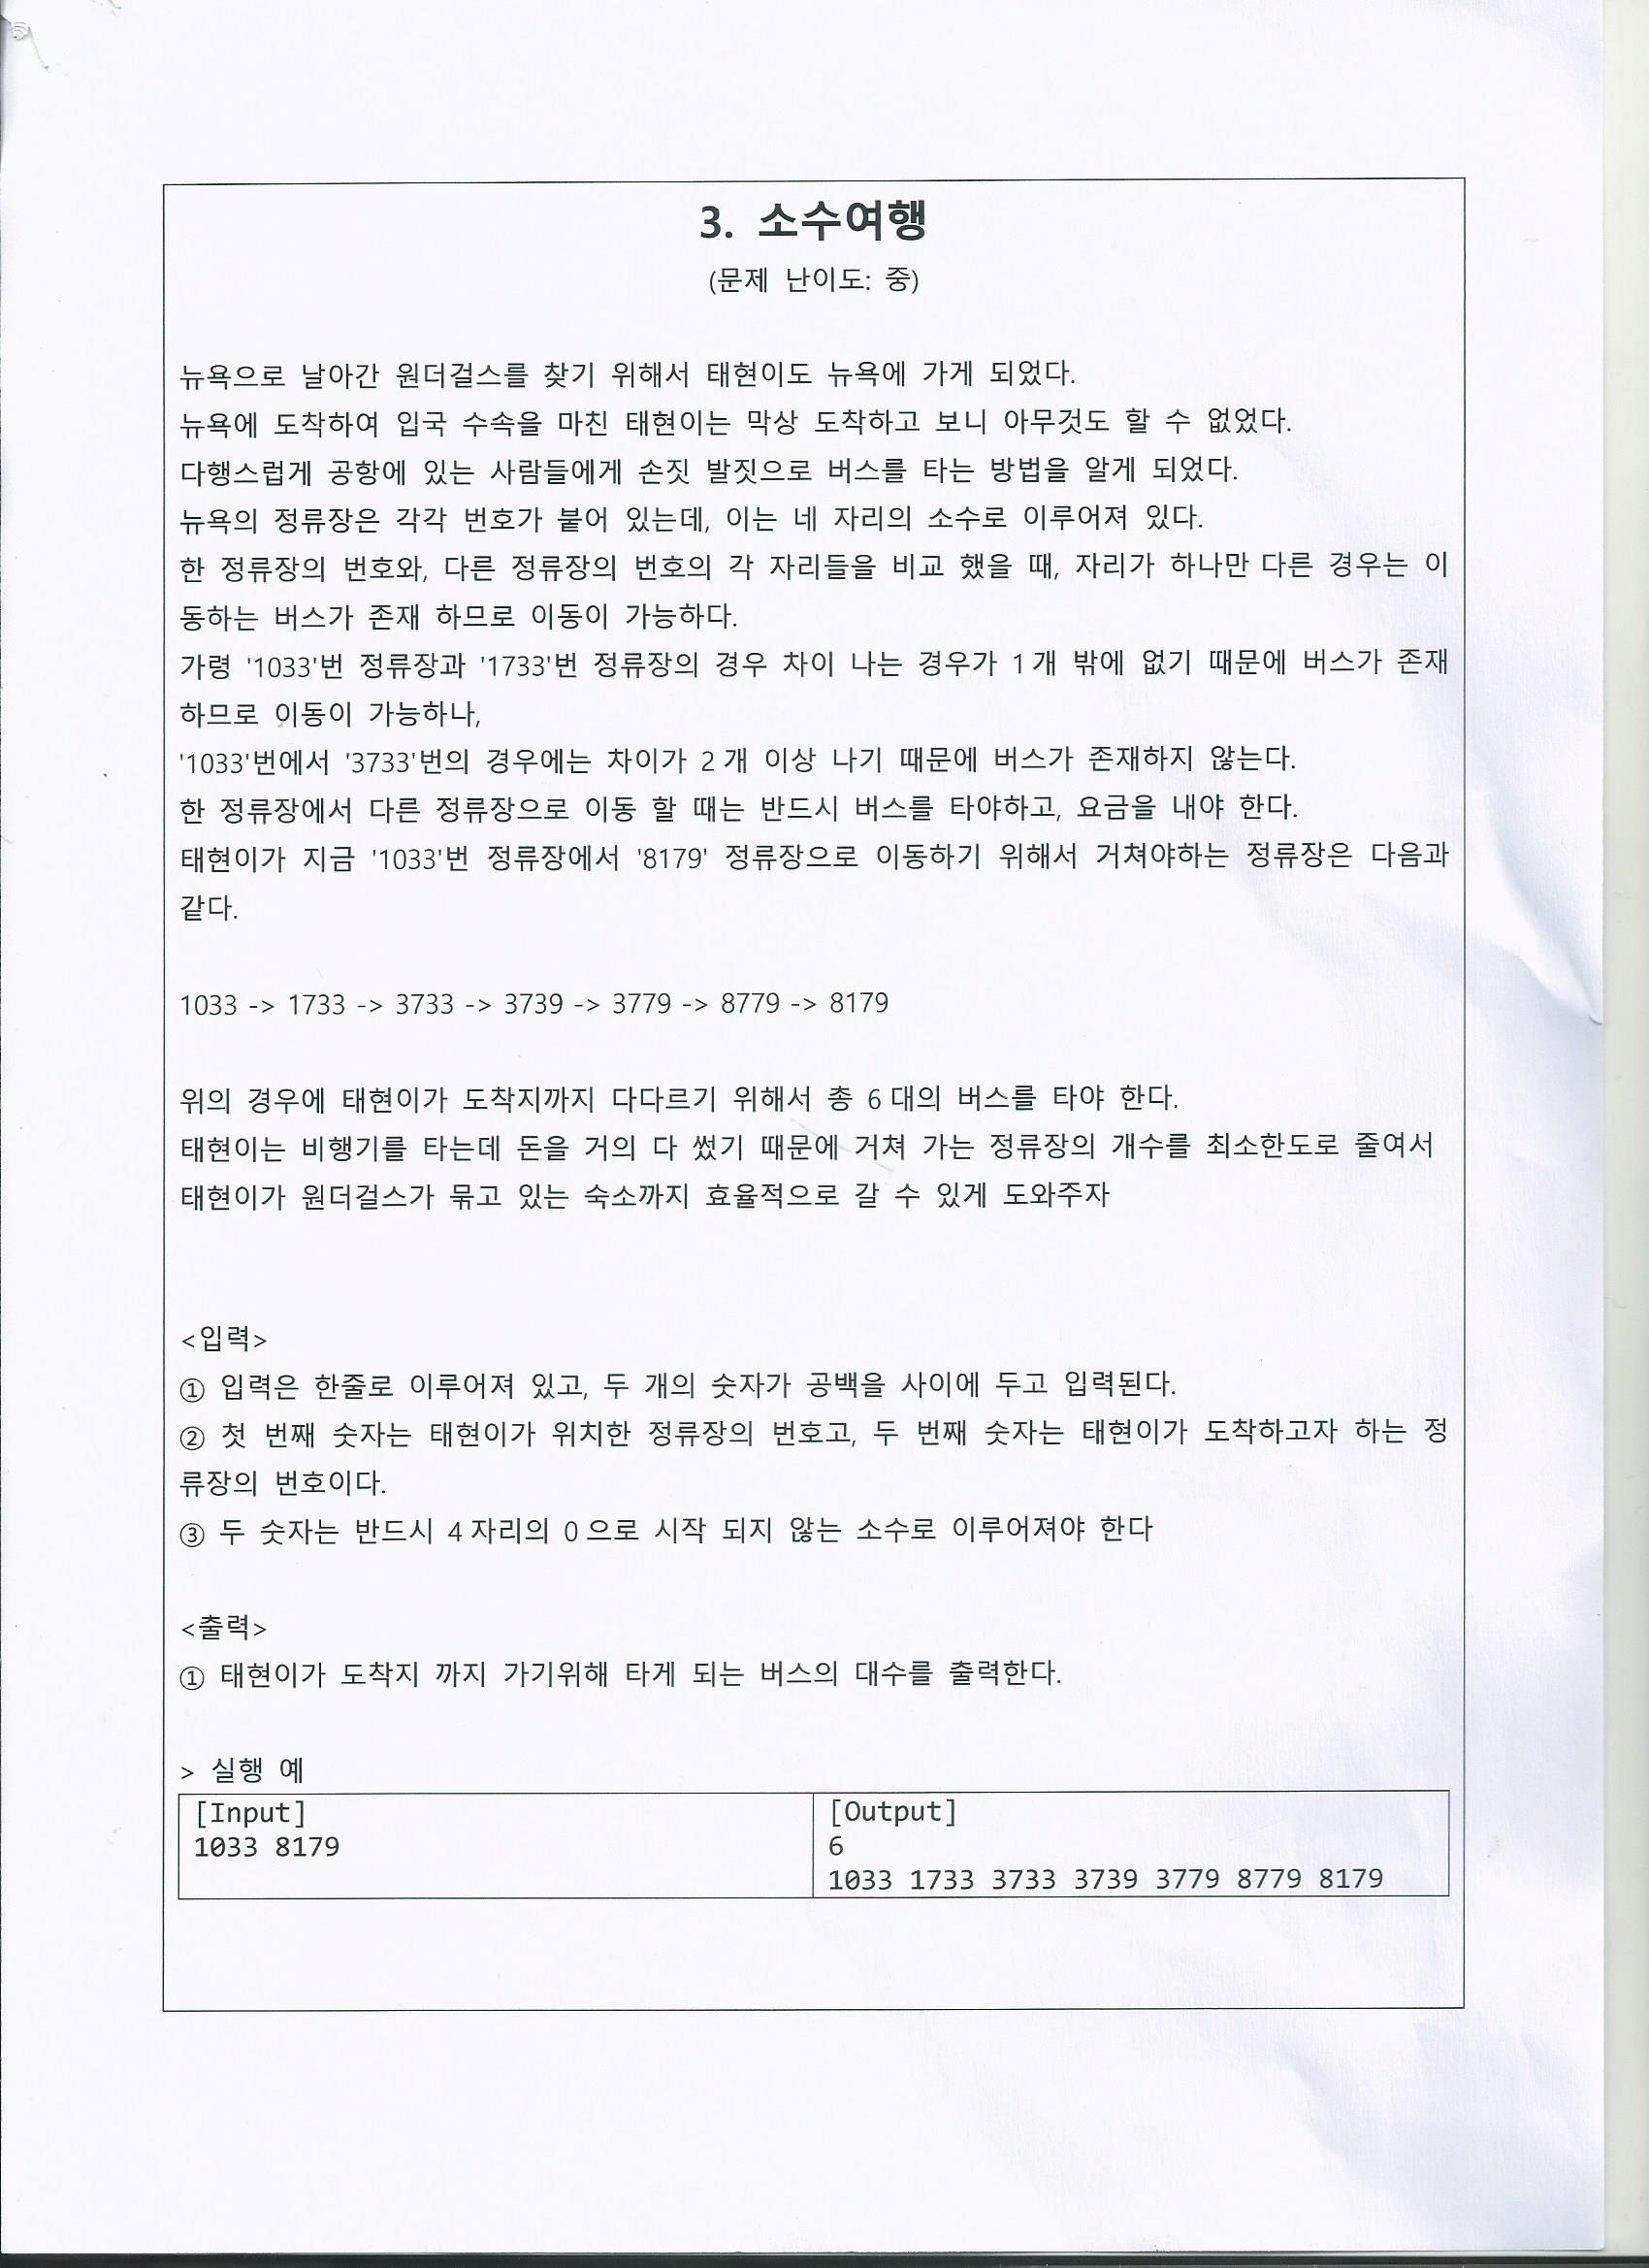 3. 소수여행
(문제 난이도: 중)
뉴욕으로 날아간 원더걸스를 찾기 위해서 태현이도 뉴욕에 가게 되었다.
뉴욕에 도착하여 입국 수속을 마친 태현이는 막상 도착하고 보니 아무것도 할 수 없었다.
다행스럽게 공항에 있는 사람들에게 손짓 발짓으로 버스를 타는 방법을 알게 되었다.
뉴욕의 정류장은 각각 번호가 붙어 있는데, 이는 네 자리의 소수로 이루어져 있다.
한 정류장의 번호와, 다른 정류장의 번호의 각 자리들을 비교 했을 때, 자리가 하나만 다른 경우는 이
동하는 버스가 존재 하므로 이동이 가능하다.
가령 '1033'번 정류장과 '1733'번 정류장의 경우 차이 나는 경우가 1개 밖에 없기 때문에 버스가 존재
하므로 이동이 가능하나,
'1033'번에서 '3733'번의 경우에는 차이가 2개 이상 나기 때문에 버스가 존재하지 않는다.
한 정류장에서 다른 정류장으로 이동 할 때는 반드시 버스를 타야하고, 요금을 내야 한다.
태현이가 지금 '1033'번 정류장에서 '8179' 정류장으로 이동하기 위해서 거쳐야하는 정류장은 다음과
같다.
1033 -> 1733 -> 3733 -> 3739 -> 3779 -> 8779 -> 8179
위의 경우에 태현이가 도착지까지 다다르기 위해서 총 6대의 버스를 타야 한다.
태현이는 비행기를 타는데 돈을 거의 다 썼기 때문에 거쳐 가는 정류장의 개수를 최소한도로 줄여서
태현이가 원더걸스가 묶고 있는 숙소까지 효율적으로 갈 수 있게 도와주자
<입력>
① 입력은 한줄로 이루어져 있고, 두 개의 숫자가 공백을 사이에 두고 입력된다.
② 첫 번째 숫자는 태현이가 위치한 정류장의 번호고, 두 번째 숫자는 태현이가 도착하고자 하는 정
류장의 번호이다.
③ 두 숫자는 반드시 4자리의 0으로 시작 되지 않는 소수로 이루어져야 한다
<출력>
① 태현이가 도착지 까지 가기위해 타게 되는 버스의 대수를 출력한다.
> 실행 예
[Input]
1033 8179
[Output]
6
1033 1733 3733 3739 3779 8779 8179